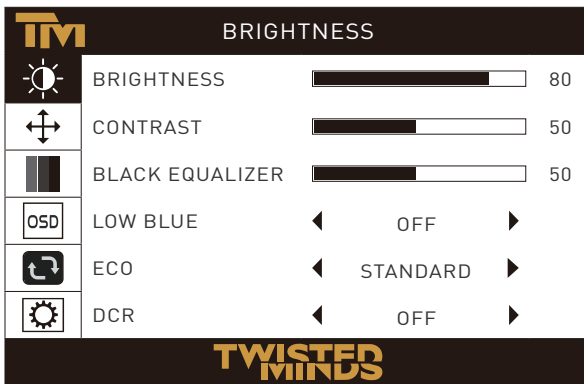 TM
BRIGHTNESS
BRIGHTNESS 80
CONTRAST 50
BLACK EQUALIZER 50
LOW BLUE OFF
OSD
ECO STANDARD
DCR OFF
TWISTED
MINDS